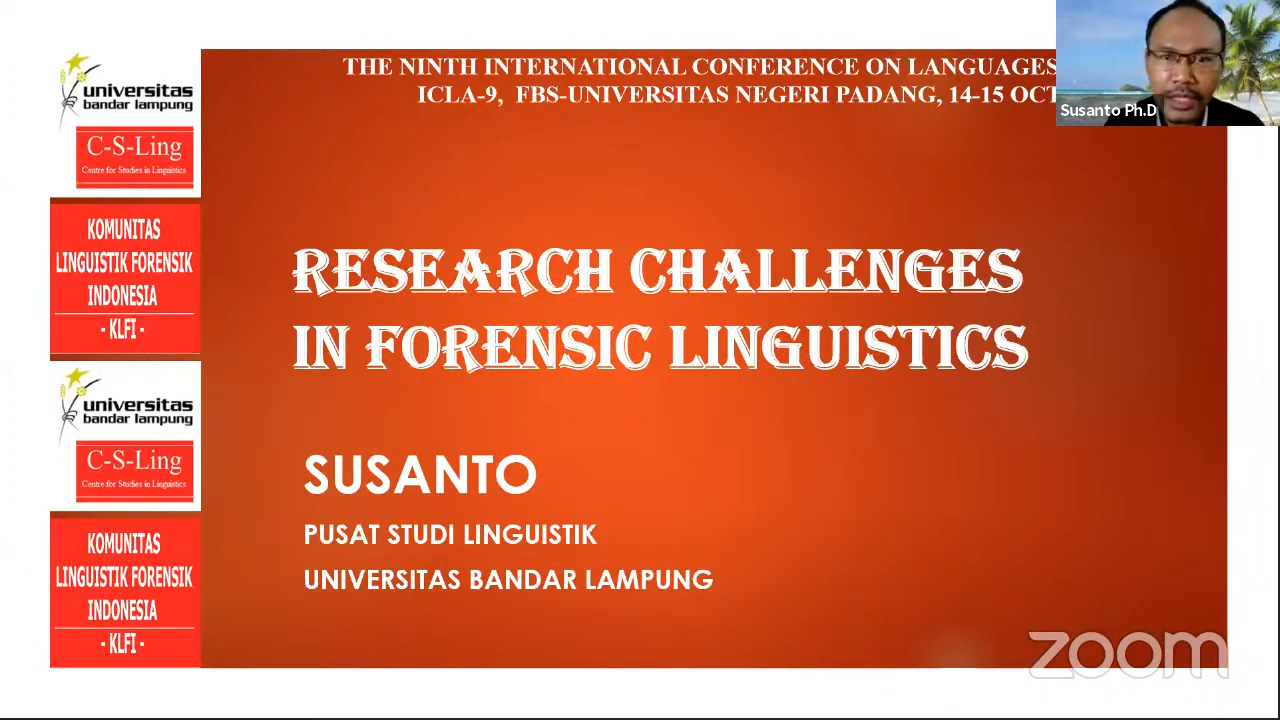 THE NINTH INTERNATIONAL CONFERENCE ON LANGUAGES
ICLA-9, FBS-UNIVERSITAS NEGERI PADANG, 14-15
Susanto Ph.D
universitas
bandar lampung
C-S-Ling
Centre for Studies in Linguistics
KOMUNITAS
LINGUISTIK FORENSIK
INDONESIA
- KLFI -
universitas
bandar lampung
C-S-Ling
Centre for Studies in Linguistics
KOMUNITAS
LINGUISTIK FORENSIK
INDONESIA
- KLFI -
RESEARCH CHALLENGES
IN FORENSIC LINGUISTICS
SUSANTO
PUSAT STUDI LINGUISTIK
UNIVERSITAS BANDAR LAMPUNG
zoom